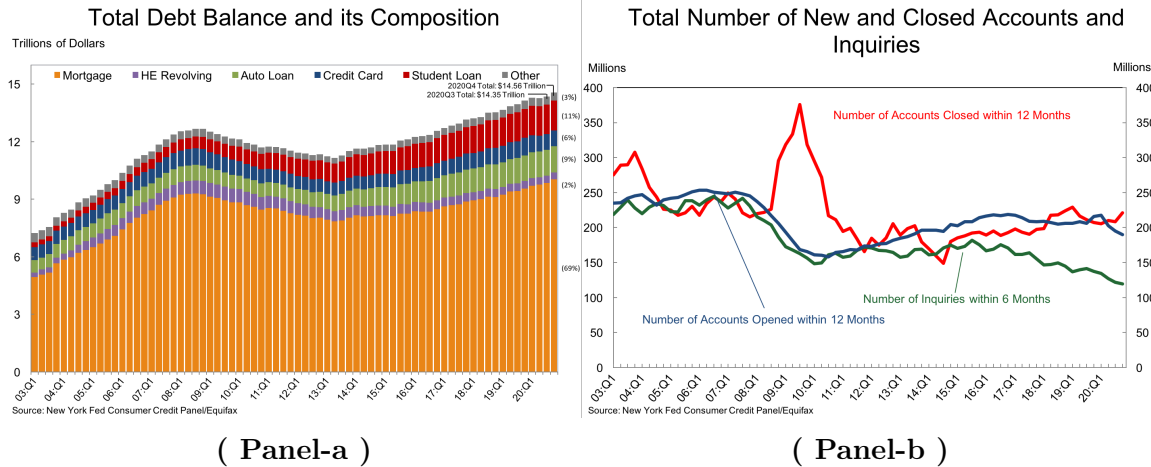 Total Debt Balance and its Composition
Trillions of Dollars
Mortgage HE Revolving Auto Loan Credit Card Student Loan Other
2020Q4 Total: $14.56 Trillion
2020Q3 Total: $14.35 Trillion
15
12
9
6
3
0
(3%)
(11%)
(6%)
(9%)
(2%)
(69%)
03:Q1 04:Q1 05:Q1 06:Q1 07:Q1 08:Q1 09:Q1 10:Q1 11:Q1 12:Q1 13:Q1 14:Q1 15:Q1 16:Q1 17:Q1 18:Q1 19:Q1 20:Q1
Source: New York Fed Consumer Credit Panel/Equifax
( Panel-a )
Total Number of New and Closed Accounts and
Inquiries
Millions Millions
400 400
350 350
300 300
250 250
200 200
150 150
100 100
50 50
0 0
Number of Accounts Closed within 12 Months
Number of Inquiries within 6 Months
Number of Accounts Opened within 12 Months
03:Q1 04:Q1 05:Q1 06:Q1 07:Q1 08:Q1 09:Q1 10:Q1 11:Q1 12:Q1 13:Q1 14:Q1 15:Q1 16:Q1 17:Q1 18:Q1 19:Q1 20:Q1
Source: New York Fed Consumer Credit Panel/Equifax
( Panel-b )